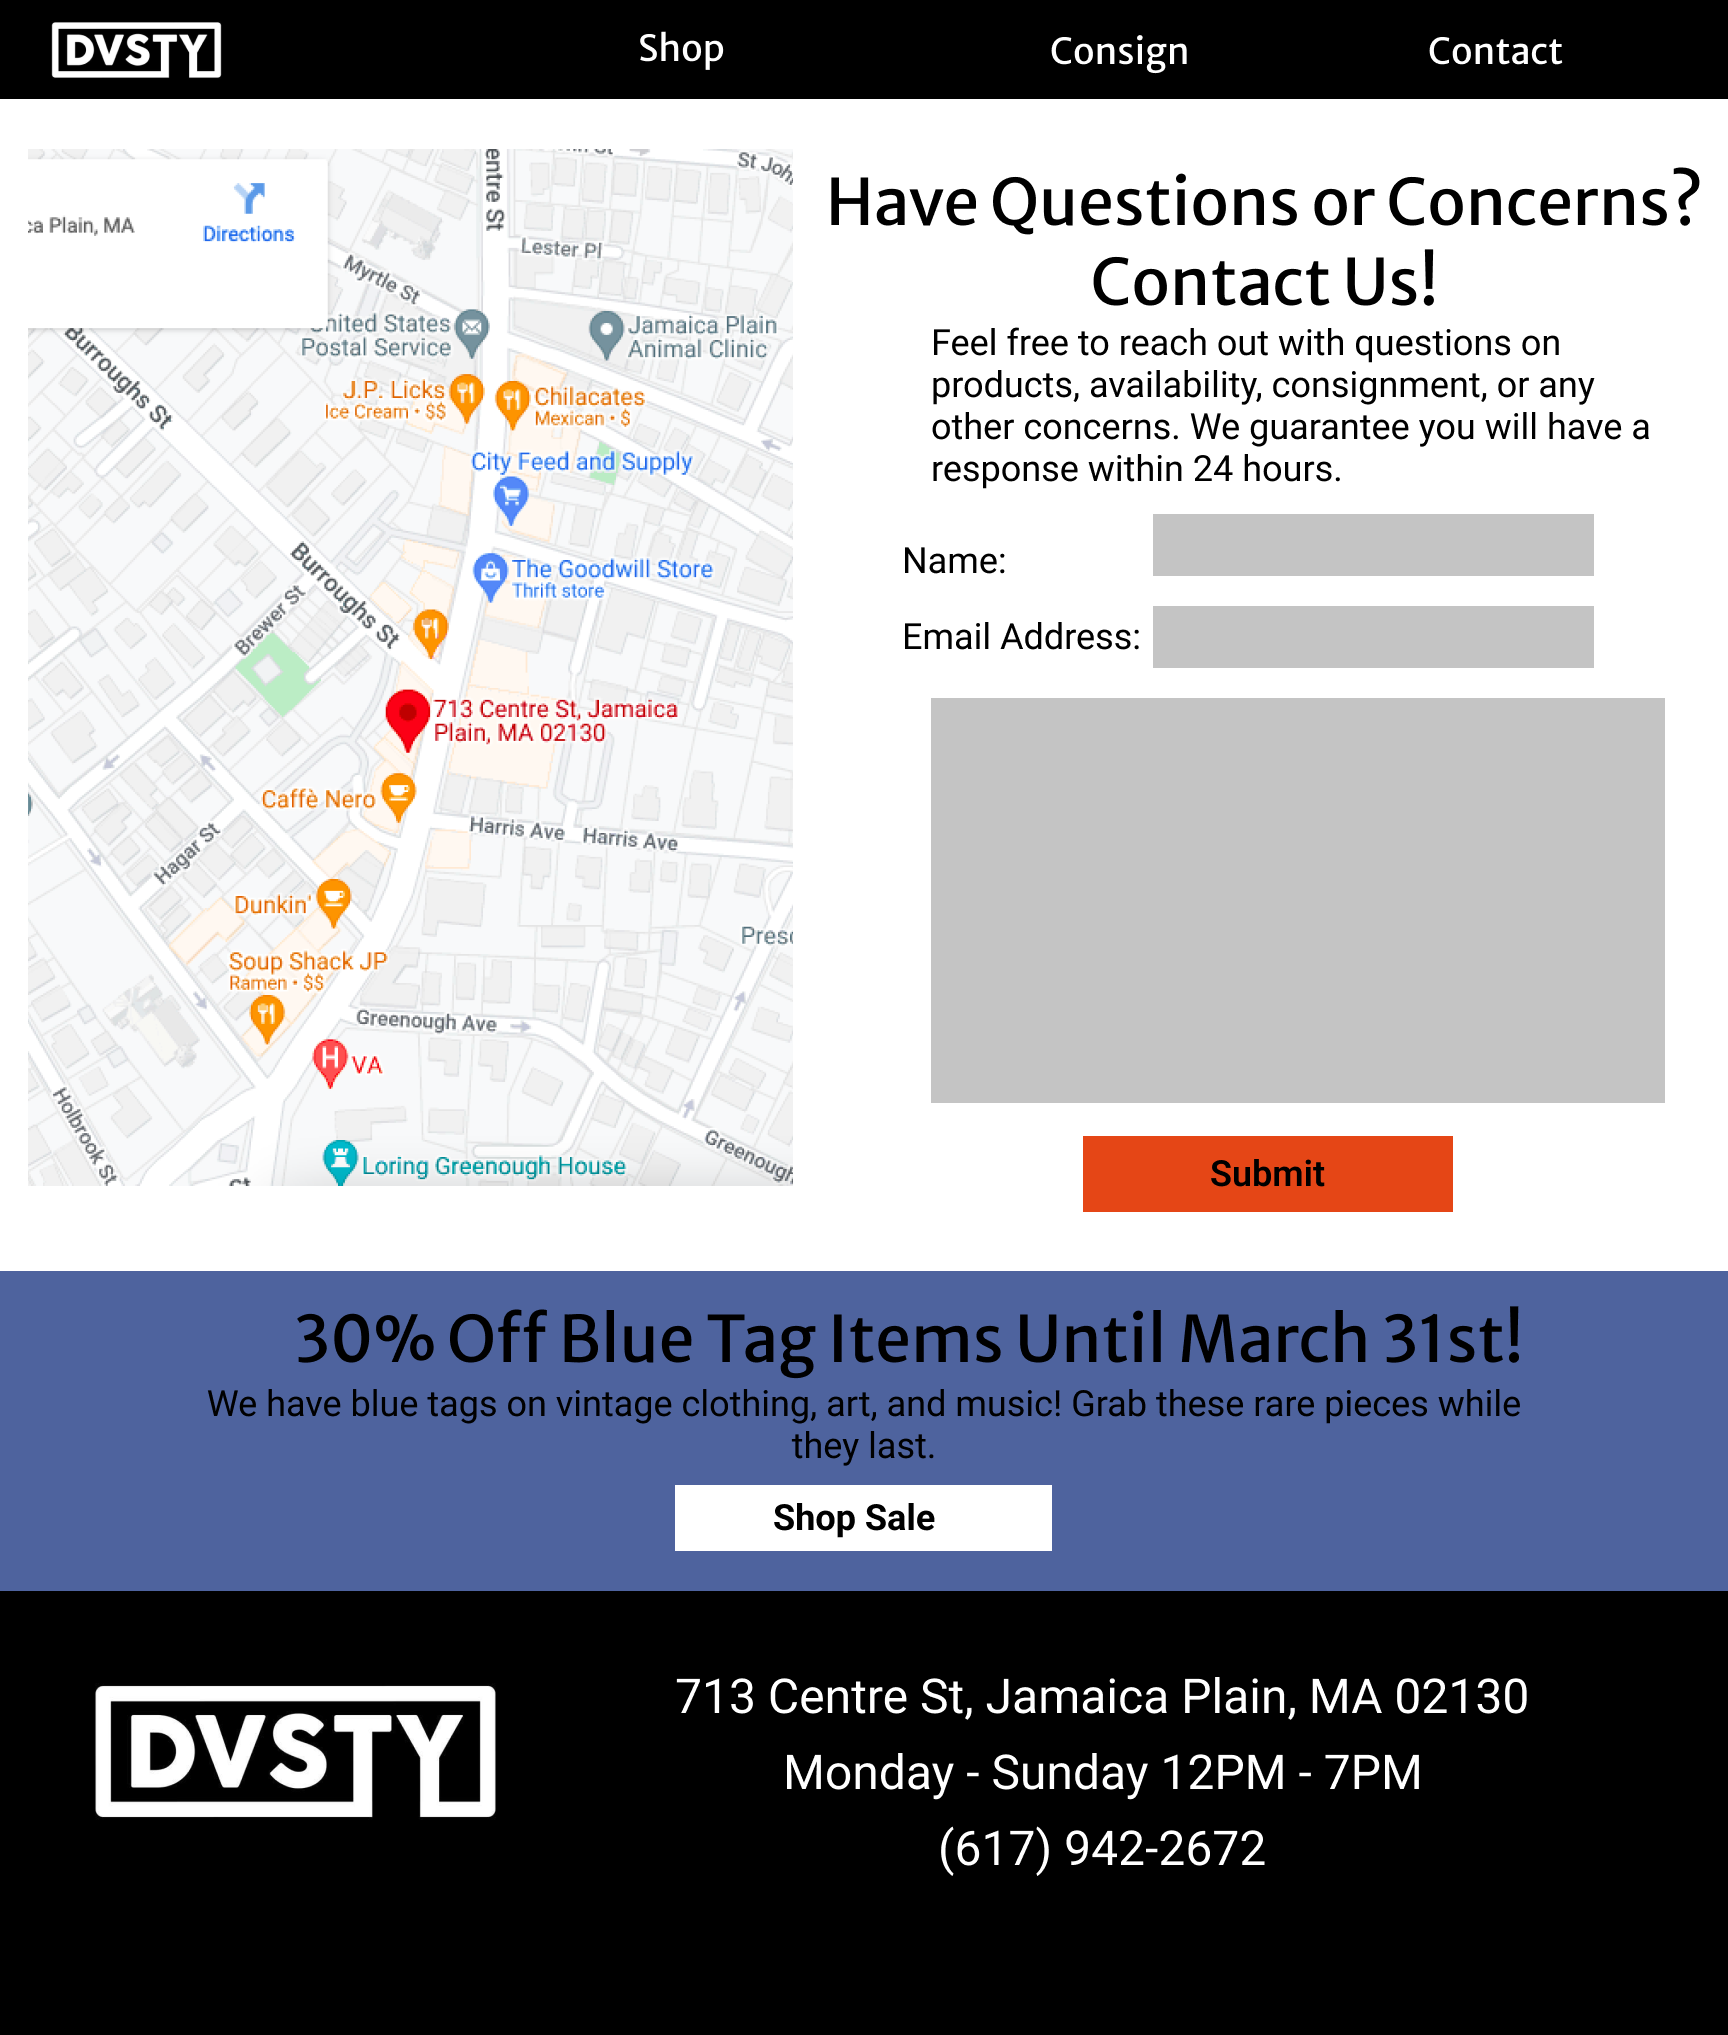 DVSTY
Shop
Consign
Contact
Plain, MA
Directions
St
Lester Pl
Myrtle St
Burroughs St
United States
Postal Service
Jamaica Plain
Animal Clinic
J.P. Licks
Ice Cream • $$
Chilacates
Mexican • $
City Feed and Supply
The Goodwill Store
Thrift store
Burroughs St
Brewer St
713 Centre St, Jamaica
Plain, MA 02130
Caffè Nero
Harris Ave
Harris Ave
Hagar St
Dunkin'
Soup Shack JP
Ramen • $$
Greenough Ave
H
VA
Holbrook St
Greenough
Loring Greenough House
Have Questions or Concerns?
Contact Us!
Feel free to reach out with questions on
products, availability, consignment, or any
other concerns. We guarantee you will have a
response within 24 hours.
Name:
Email Address:
Submit
30% Off Blue Tag Items Until March 31st!
We have blue tags on vintage clothing, art, and music! Grab these rare pieces while
they last.
Shop Sale
DVSTY
713 Centre St, Jamaica Plain, MA 02130
Monday - Sunday 12PM - 7PM
(617) 942-2672